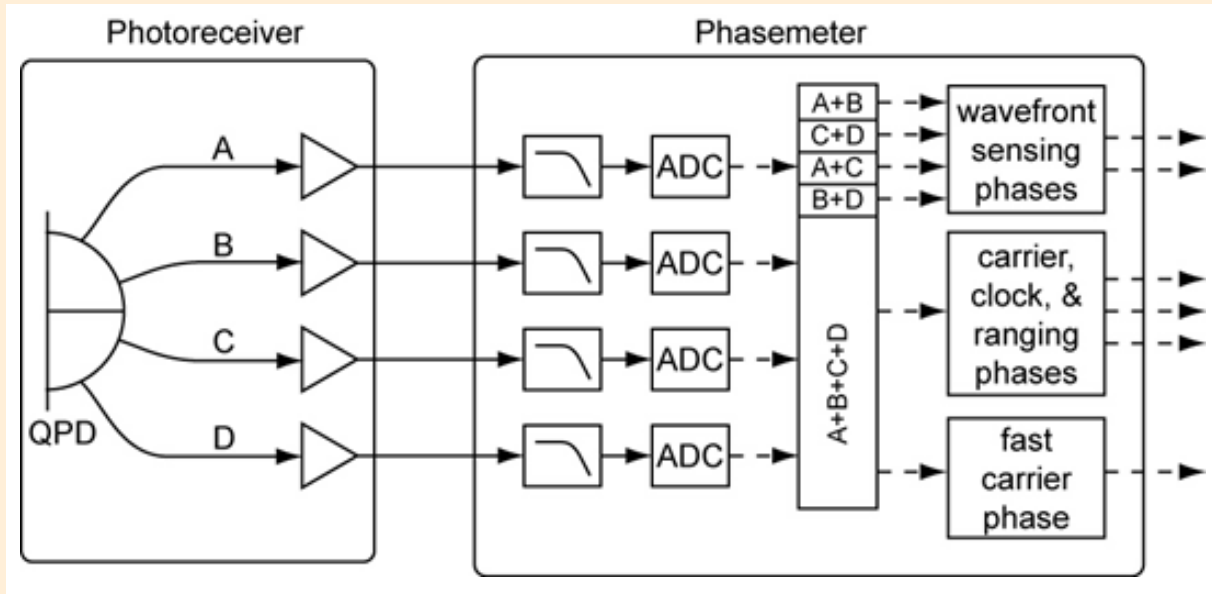 Photoreceiver
Phasemeter
A
B
C
D
QPD
ADC
ADC
ADC
ADC
A+B
C+D
A+C
B+D
A+B+C+D
wavefront
sensing
phases
carrier,
clock, &
ranging
phases
fast
carrier
phase